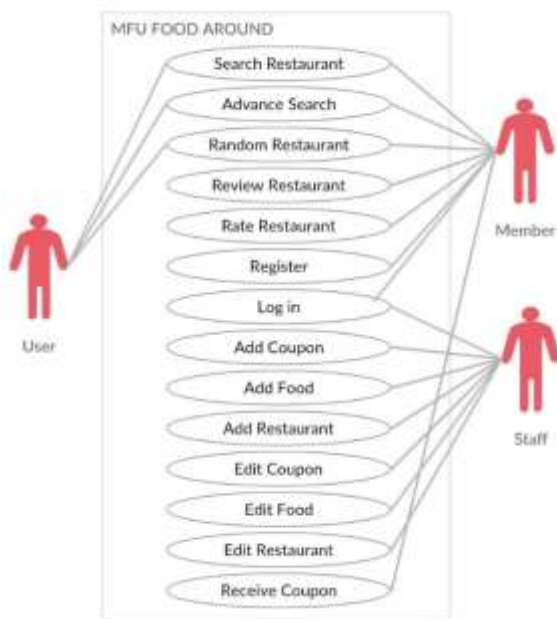 MFU FOOD AROUND
Search Restaurant
Advance Search
Random Restaurant
Review Restaurant
Rate Restaurant
Register
Log in
Add Coupon
Add Food
Add Restaurant
Edit Coupon
Edit Food
Edit Restaurant
Receive Coupon
User
Member
Staff